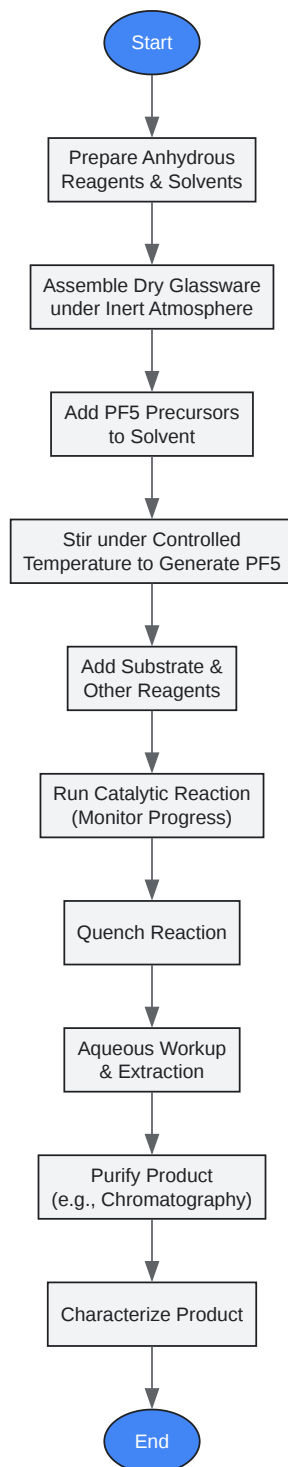 Start
Prepare Anhydrous
Reagents & Solvents
Assemble Dry Glassware
under Inert Atmosphere
Add PF5 Precursors
to Solvent
Stir under Controlled
Temperature to Generate PF5
Add Substrate &
Other Reagents
Run Catalytic Reaction
(Monitor Progress)
Quench Reaction
Aqueous Workup
& Extraction
Purify Product
(e.g., Chromatography)
Characterize Product
End